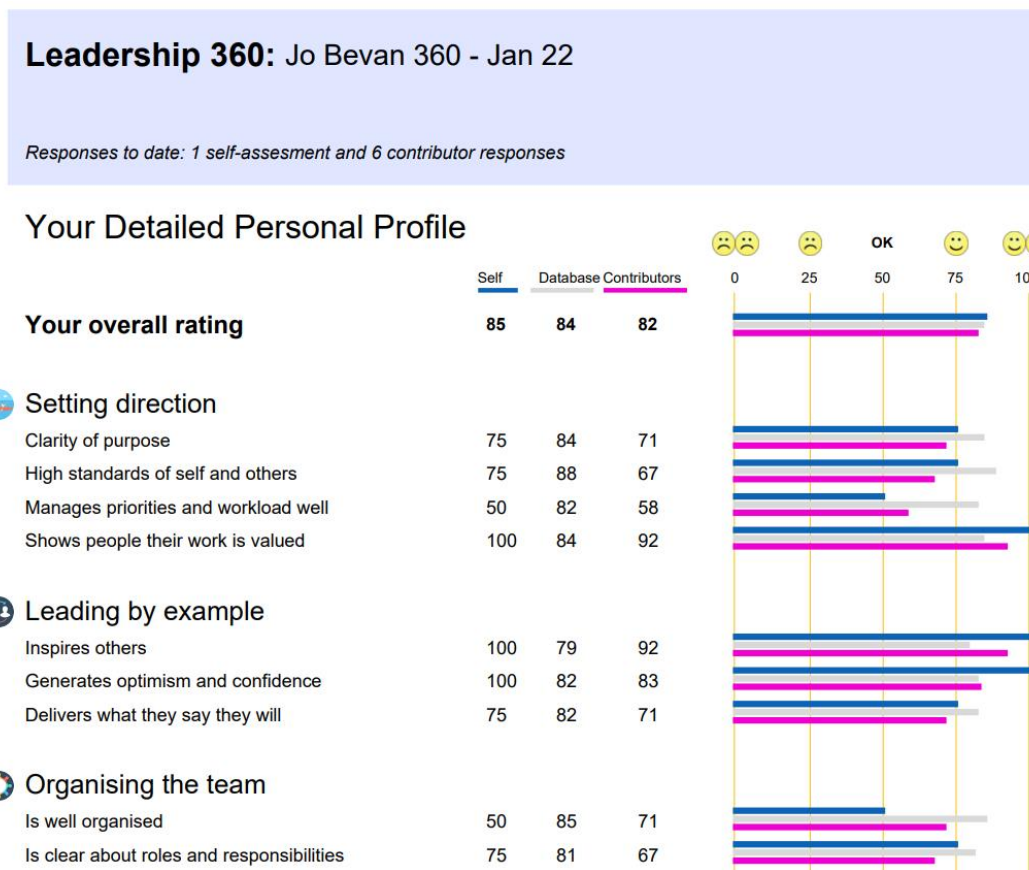 Leadership 360: Jo Bevan 360 - Jan 22
Responses to date: 1 self-assesment and 6 contributor responses
Your Detailed Personal Profile
OK
Self Database Contributors 0 25 50 75 10
Your overall rating 85 84 82
Setting direction
Clarity of purpose 75 84 71
High standards of self and others 75 88 67
Manages priorities and workload well 50 82 58
Shows people their work is valued 100 84 92
Leading by example
Inspires others 100 79 92
Generates optimism and confidence 100 82 83
Delivers what they say they will 75 82 71
Organising the team
Is well organised 50 85 71
Is clear about roles and responsibilities 75 81 67